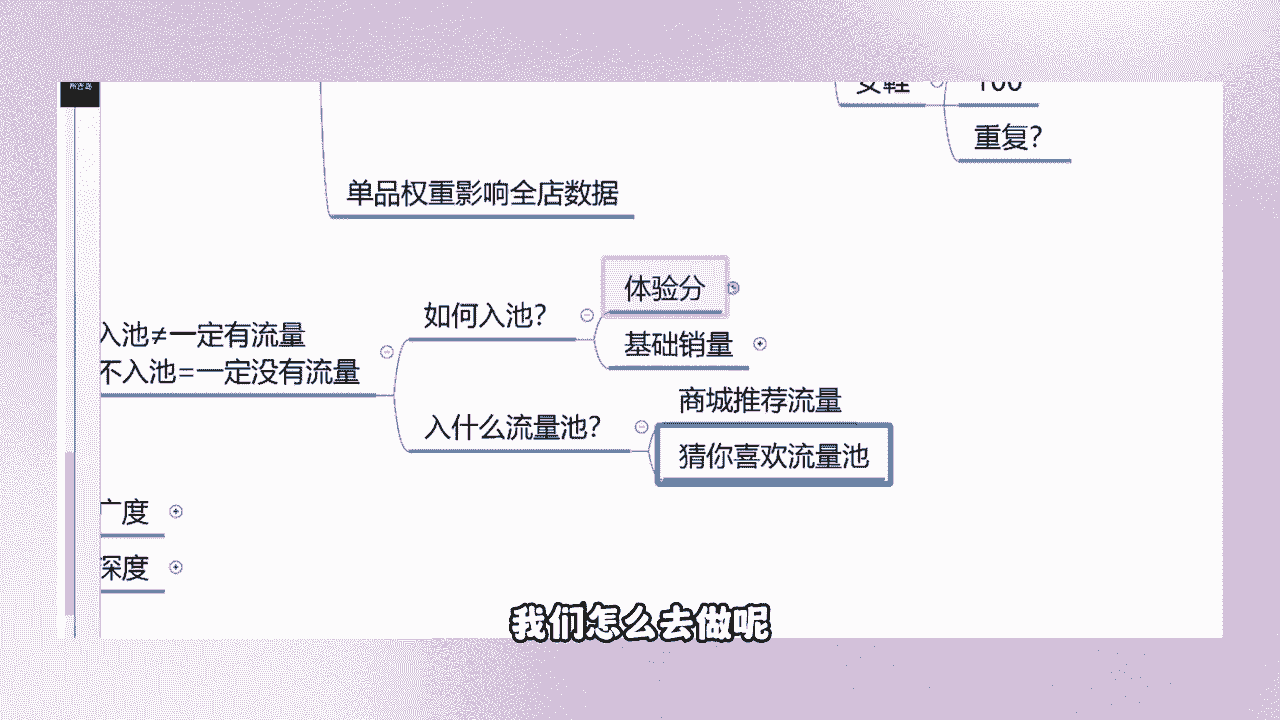 女鞋
100
重复?
单品权重影响全店数据
体验分
如何入池?
基础销量
入池≠一定有流量
不入池=一定没有流量
商城推荐流量
入什么流量池?
猜你喜欢流量池
广度
深度
我们怎么去做呢